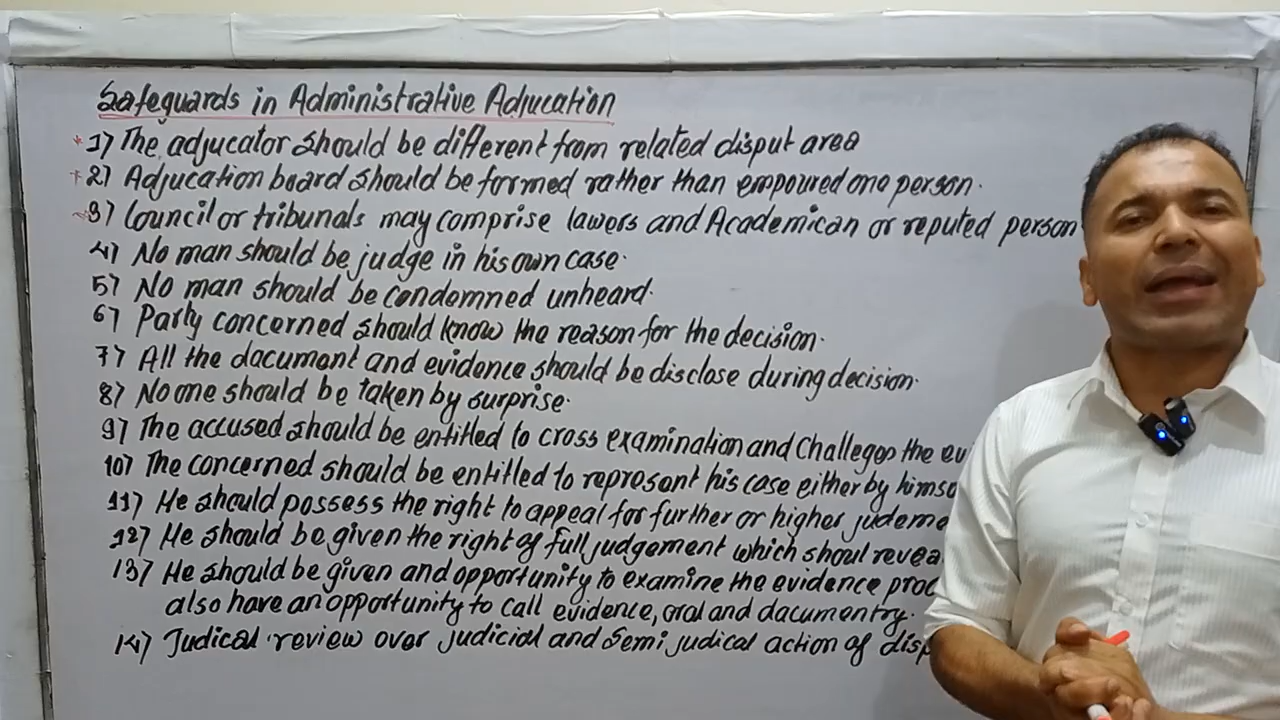 Safeguards in Administrative Adjucation
1) The adjucator should be different from related disput area
2) Adjucation board should be formed rather than empoured one person.
3) Council or tribunals may comprise lawers and Academican or reputed person
4) No man should be judge in his own case.
5) No man should be condemned unheard.
6) Party concerned should know the reason for the decision.
7) All the dacument and evidence should be disclose during decision.
8) No one should be taken by surprise.
9) The accused should be entitled to cross examination and the
10) The concerned should be entitled to represent his case either by
11) He should possess the right to appeal for further or higher
12) He should be given the right of full judgement which shoul
13) He should be given and opportunity to examine the evidence
also have an opportunity to call evidence, oral and dacumentry.
14) Judical review over judicial and semi judical action of